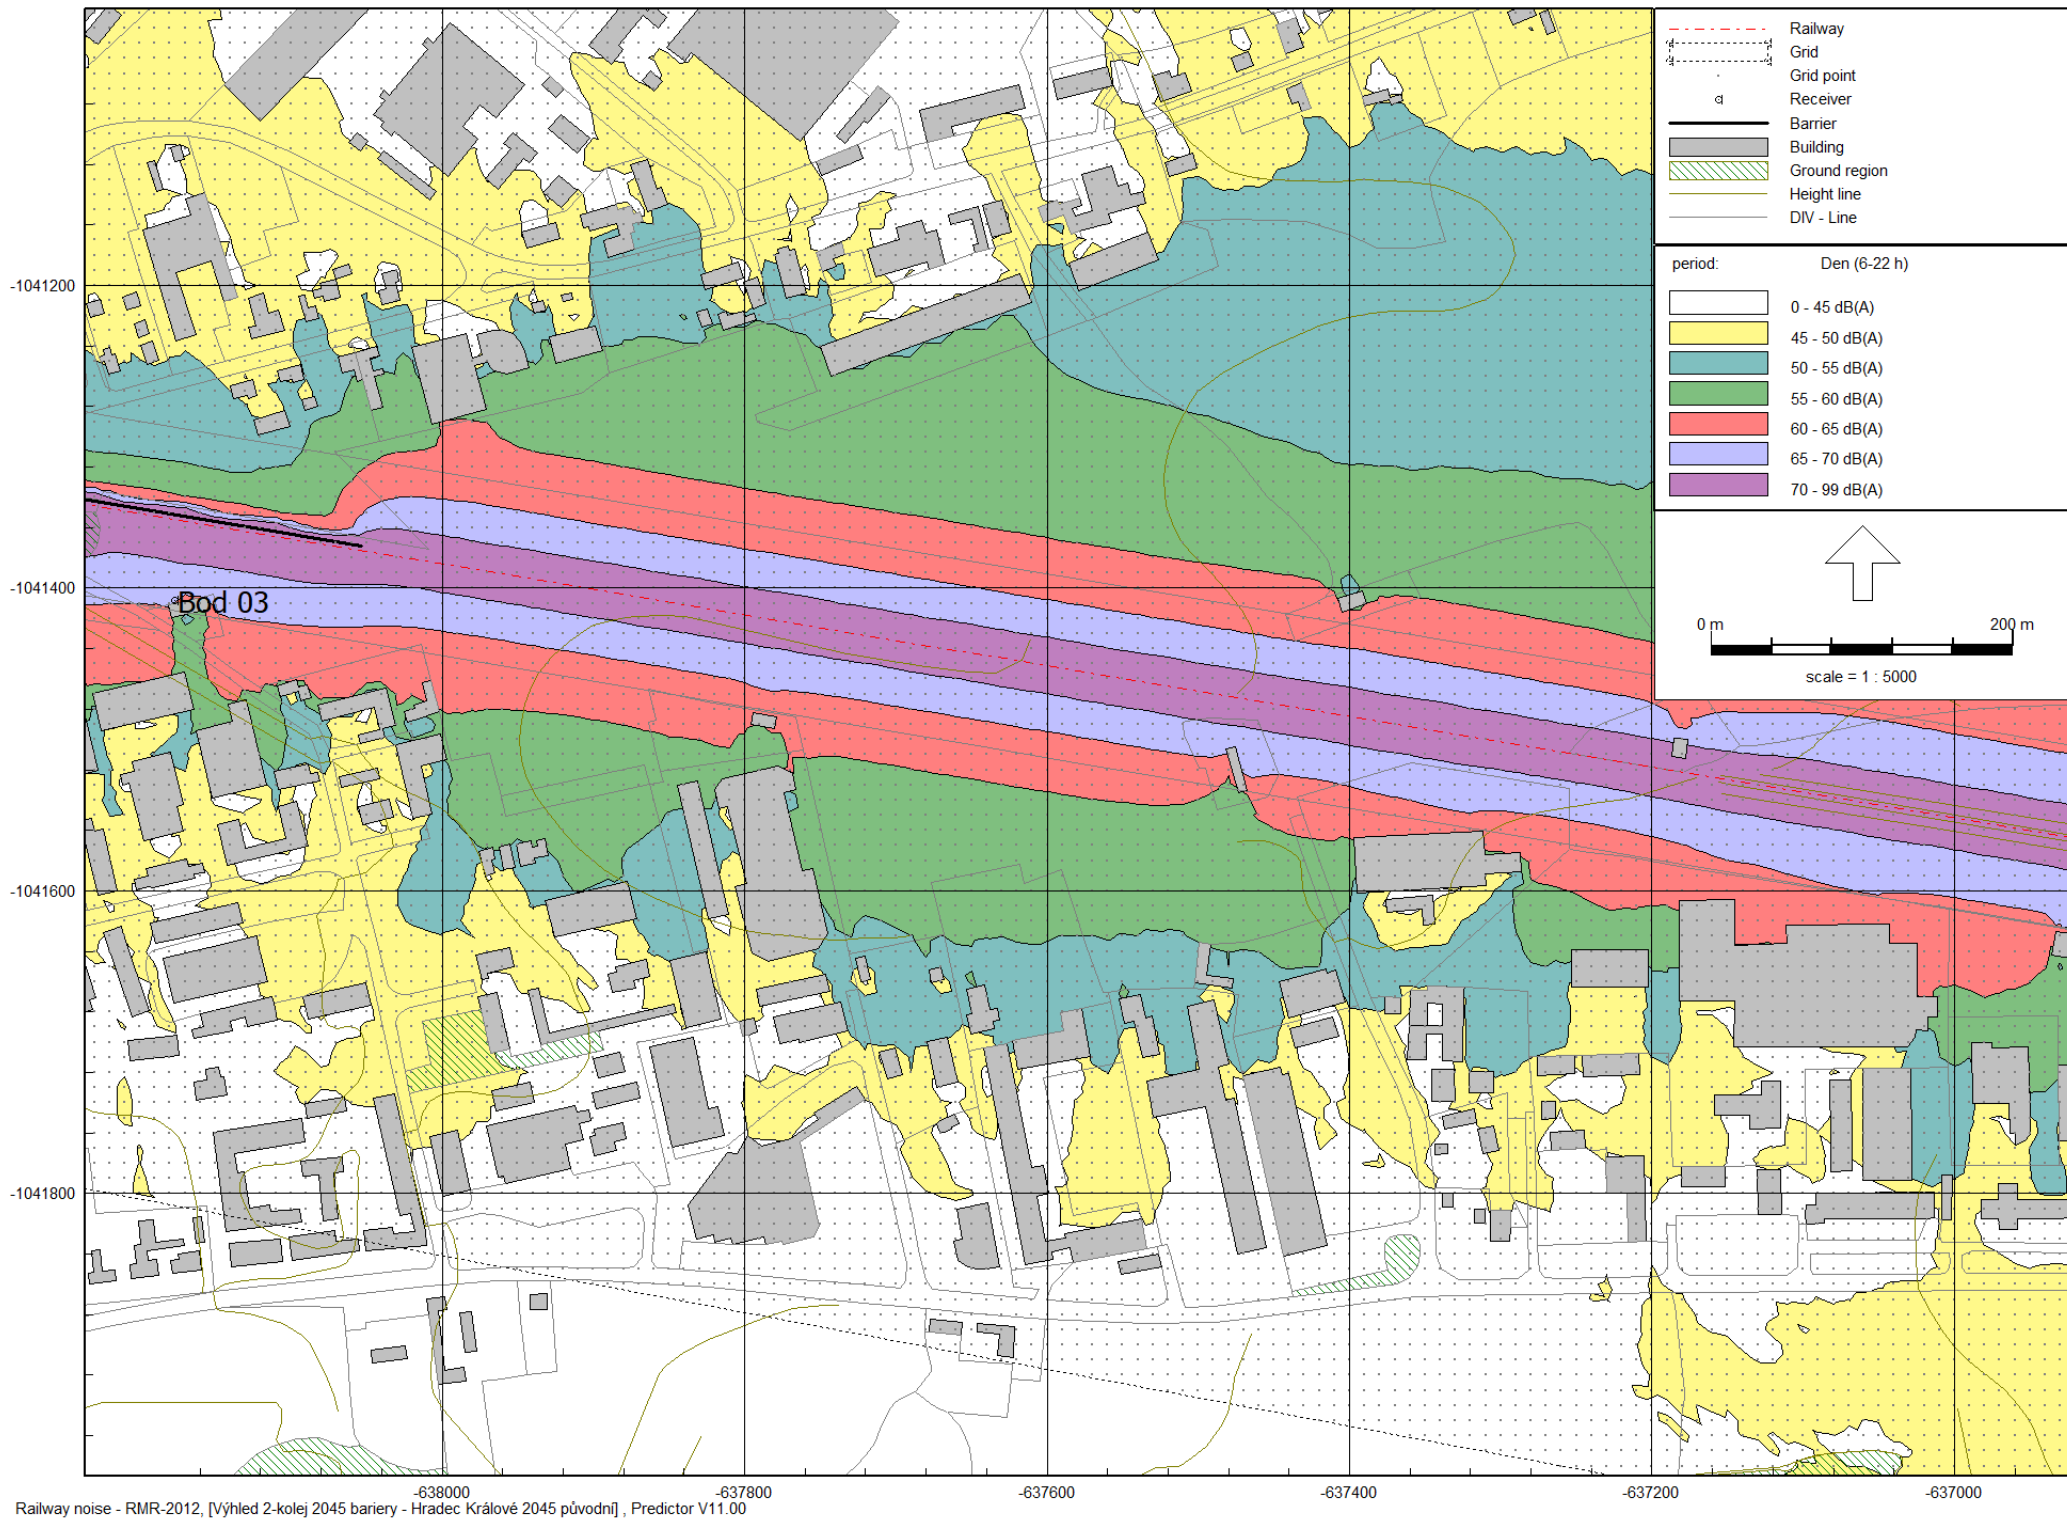 Railway
Grid
Grid point
Receiver
Barrier
Building
Ground region
Height line
DIV - Line
period: Den (6-22 h)
0 - 45 dB(A)
45 - 50 dB(A)
50 - 55 dB(A)
55 - 60 dB(A)
60 - 65 dB(A)
65 - 70 dB(A)
70 - 99 dB(A)
0 m 200 m
scale = 1 : 5000
-1041200
-1041400
Bod 03
-1041600
-1041800
-638000 -637800 -637600 -637400 -637200 -637000
Railway noise - RMR-2012, [Výhled 2-kolej 2045 bariery - Hradec Králové 2045 původní] , Predictor V11.00